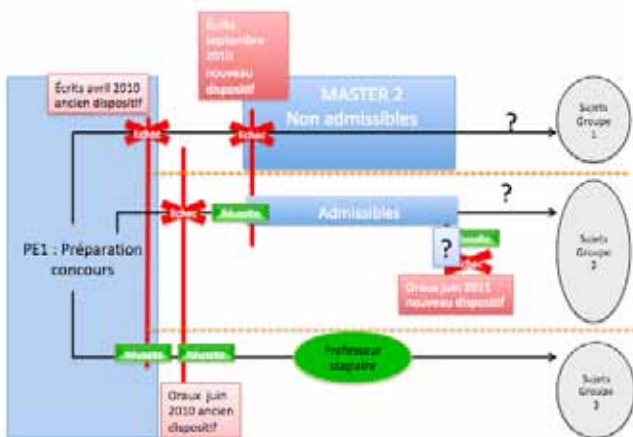 ?
Écrits
septembre
2010
nouveau
dispositif
Écrits avril 2010
ancien dispositif
MASTER 2
Non admissibles
Echec
Echec
?
Sujets
Groupe
1
Echec
Réussite
Admissibles
?
PE1 : Préparation
concours
?
Réussite
Echec
Oraux juin 2011
nouveau dispositif
Sujets
Groupe
2
Réussite
Réussite
Professeur
stagiaire
Sujets
Groupe
3
Oraux juin
2010 ancien
dispositif